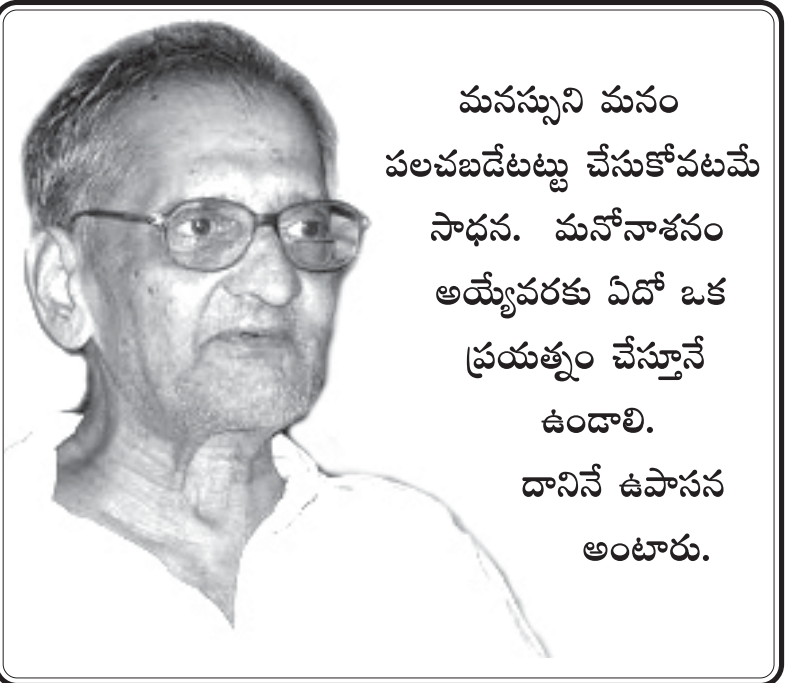 మనస్సుని మనం
పలచబడేటట్టు చేసుకోవటమే
సాధన. మనోనాశనం
అయ్యేవరకు ఏదో ఒక
ప్రయత్నం చేస్తూనే
ఉండాలి.
దానినే ఉపాసన
అంటారు.